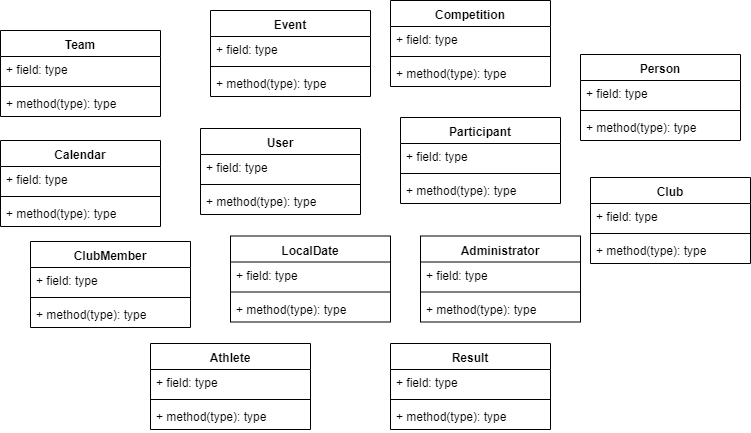 Team
+ field: type
+ method(type): type
Event
+ field: type
+ method(type): type
Competition
+ field: type
+ method(type): type
Person
+ field: type
+ method(type): type
Calendar
+ field: type
+ method(type): type
User
+ field: type
+ method(type): type
Participant
+ field: type
+ method(type): type
Club
+ field: type
+ method(type): type
ClubMember
+ field: type
+ method(type): type
LocalDate
+ field: type
+ method(type): type
Administrator
+ field: type
+ method(type): type
Athlete
+ field: type
+ method(type): type
Result
+ field: type
+ method(type): type